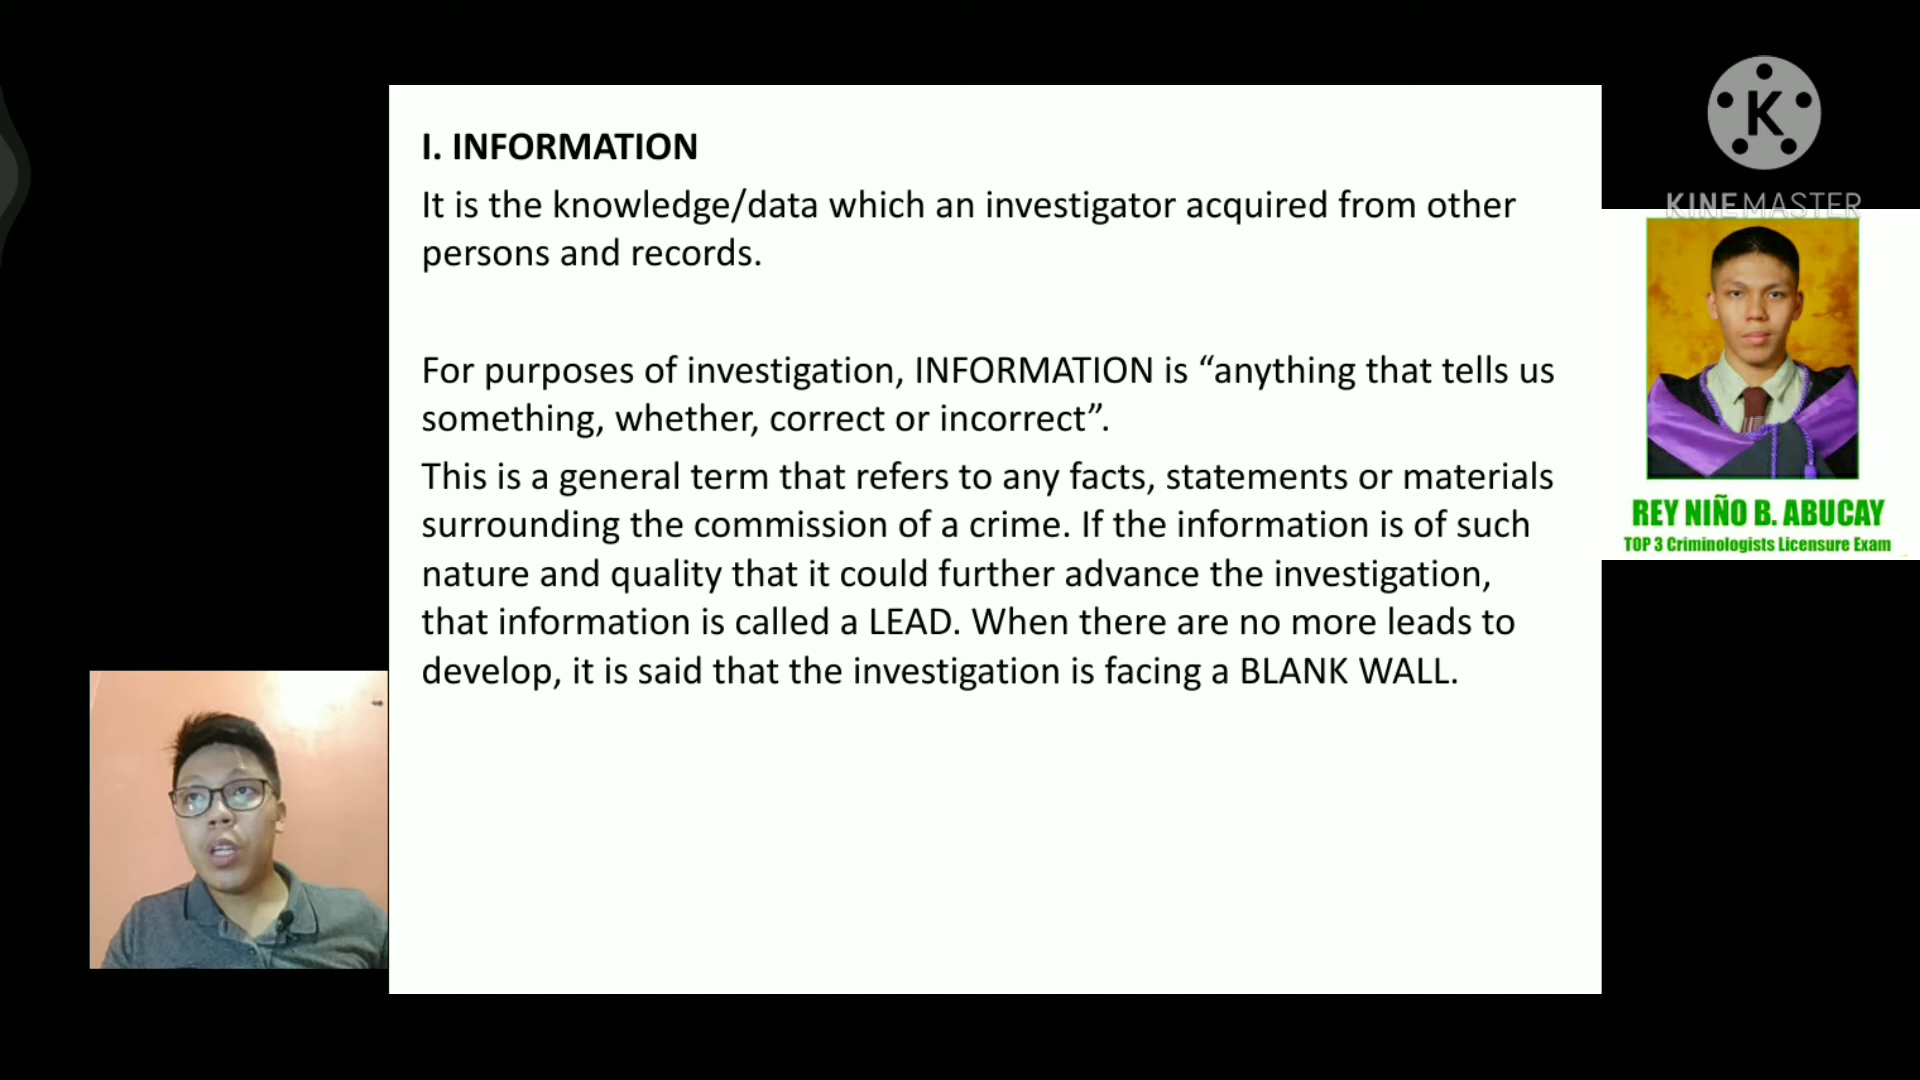 I. INFORMATION
It is the knowledge/data which an investigator acquired from other
persons and records.
For purposes of investigation, INFORMATION is “anything that tells us
something, whether, correct or incorrect”.
This is a general term that refers to any facts, statements or materials
surrounding the commission of a crime. If the information is of such
nature and quality that it could further advance the investigation,
that information is called a LEAD. When there are no more leads to
develop, it is said that the investigation is facing a BLANK WALL.
K
KINEMASTER
REY NIÑO B. ABUCAY
TOP 3 Criminologists Licensure Exam